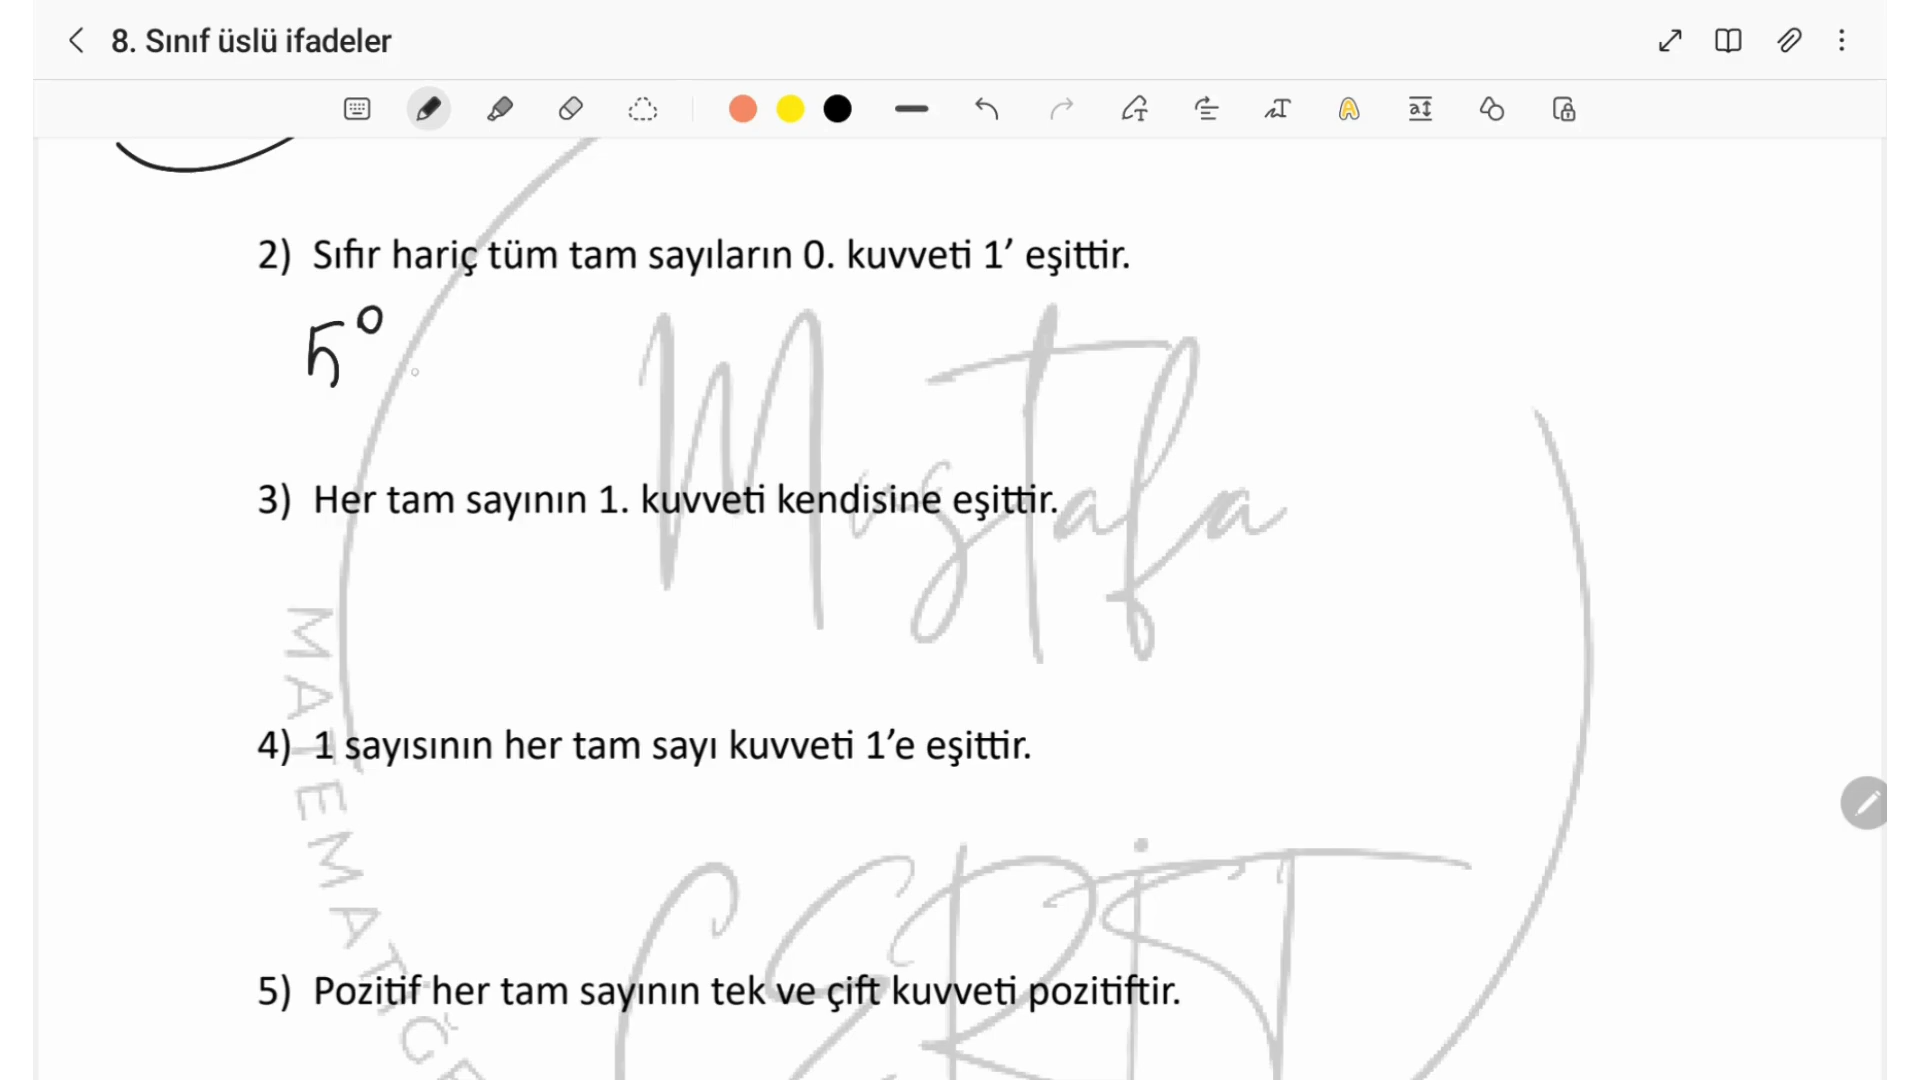 8. Sınıf üslü ifadeler
2) Sıfır hariç tüm tam sayıların 0. kuvveti 1’ eşittir.
5⁰
3) Her tam sayının 1. kuvveti kendisine eşittir.
Mustafa
4) 1 sayısının her tam sayı kuvveti 1’e eşittir.
5) Pozitif her tam sayının tek ve çift kuvveti pozitiftir.